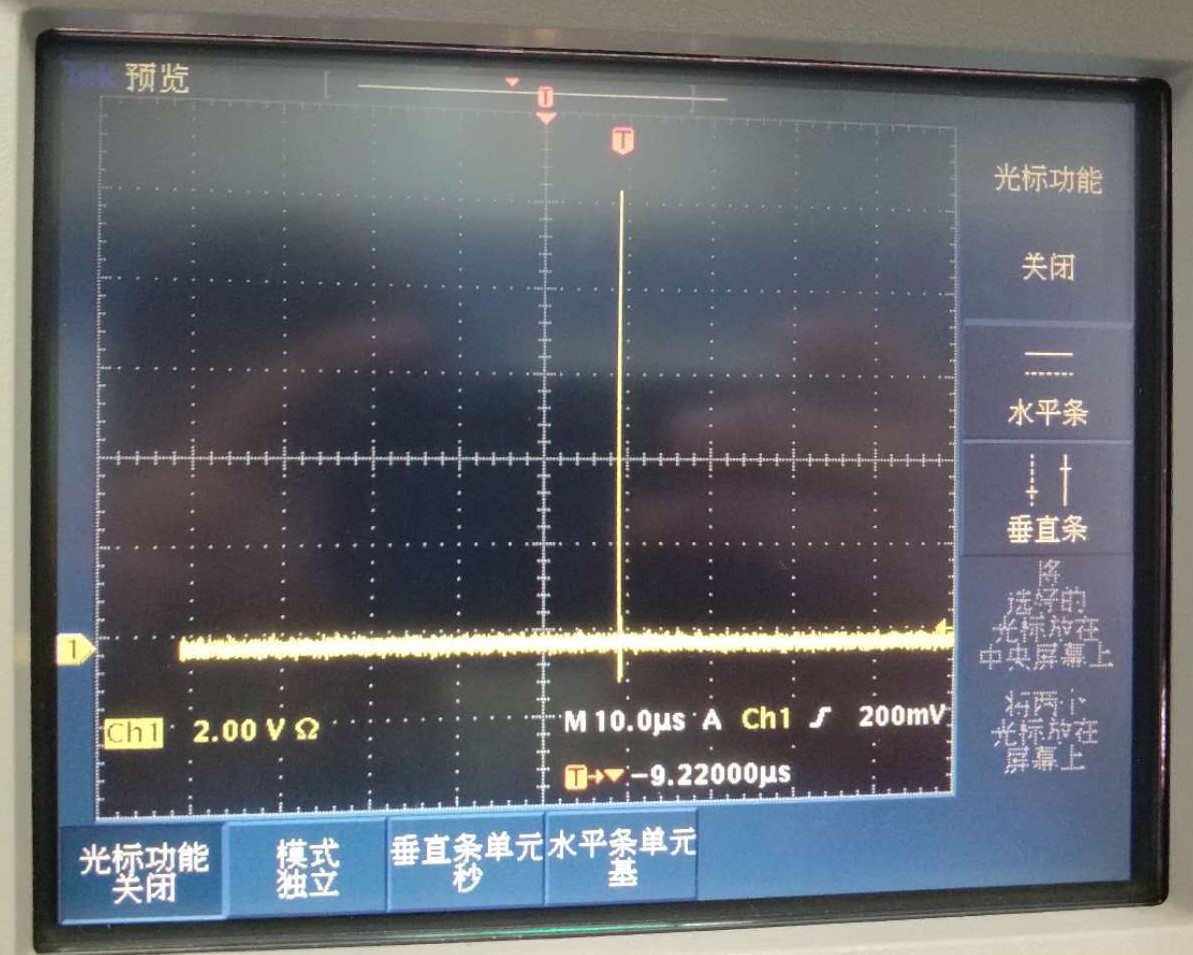 Tek 预览
T
T
光标功能
关闭
水平条
垂直条
将
选好的
光标放在
中央屏幕上
将两个
光标放在
屏幕上
1
Ch1 2.00 V Ω
M 10.0µs A Ch1 200mV
T→▼ -9.22000µs
光标功能
关闭
模式
独立
垂直条单元
秒
水平条单元
基